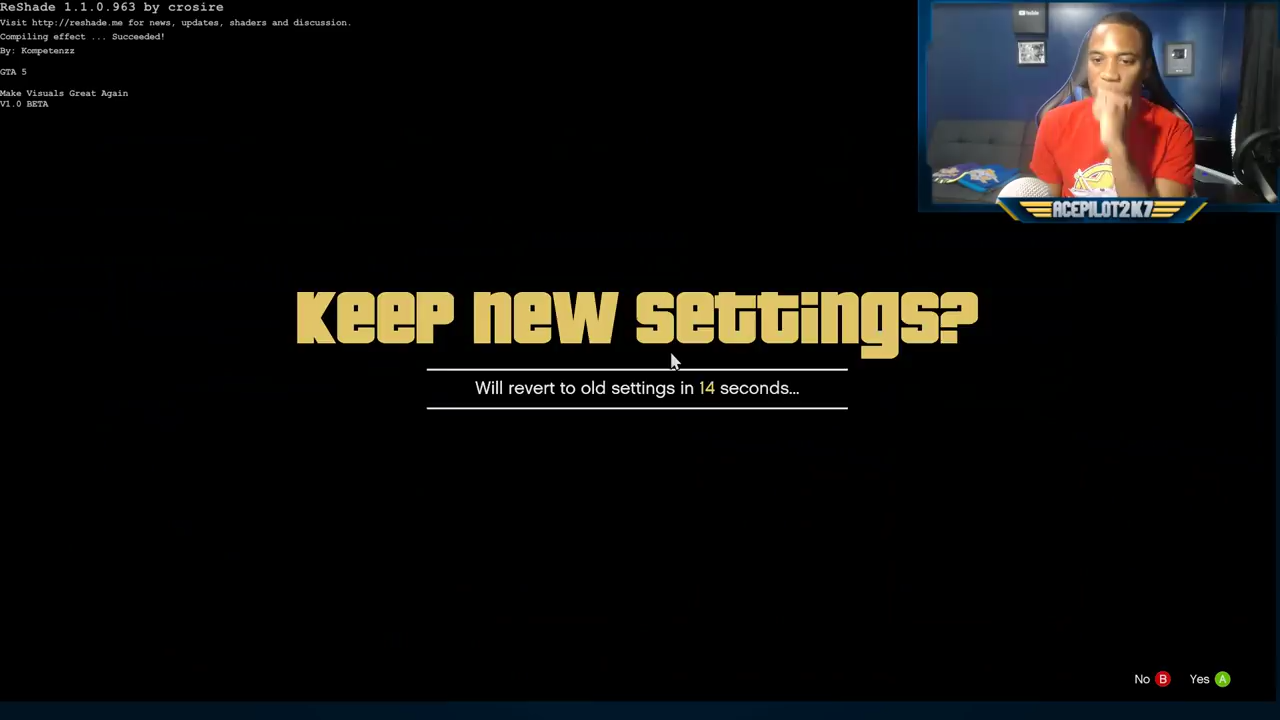 ReShade 1.1.0.963 by crosire
Visit http://reshade.me for news, updates, shaders and discussion.
Compiling effect ... Succeeded!
By: Kompetenzz
GTA 5
Make Visuals Great Again
V1.0 BETA
ACEPILOT2K7
Keep new settings?
Will revert to old settings in 14 seconds...
No B Yes A